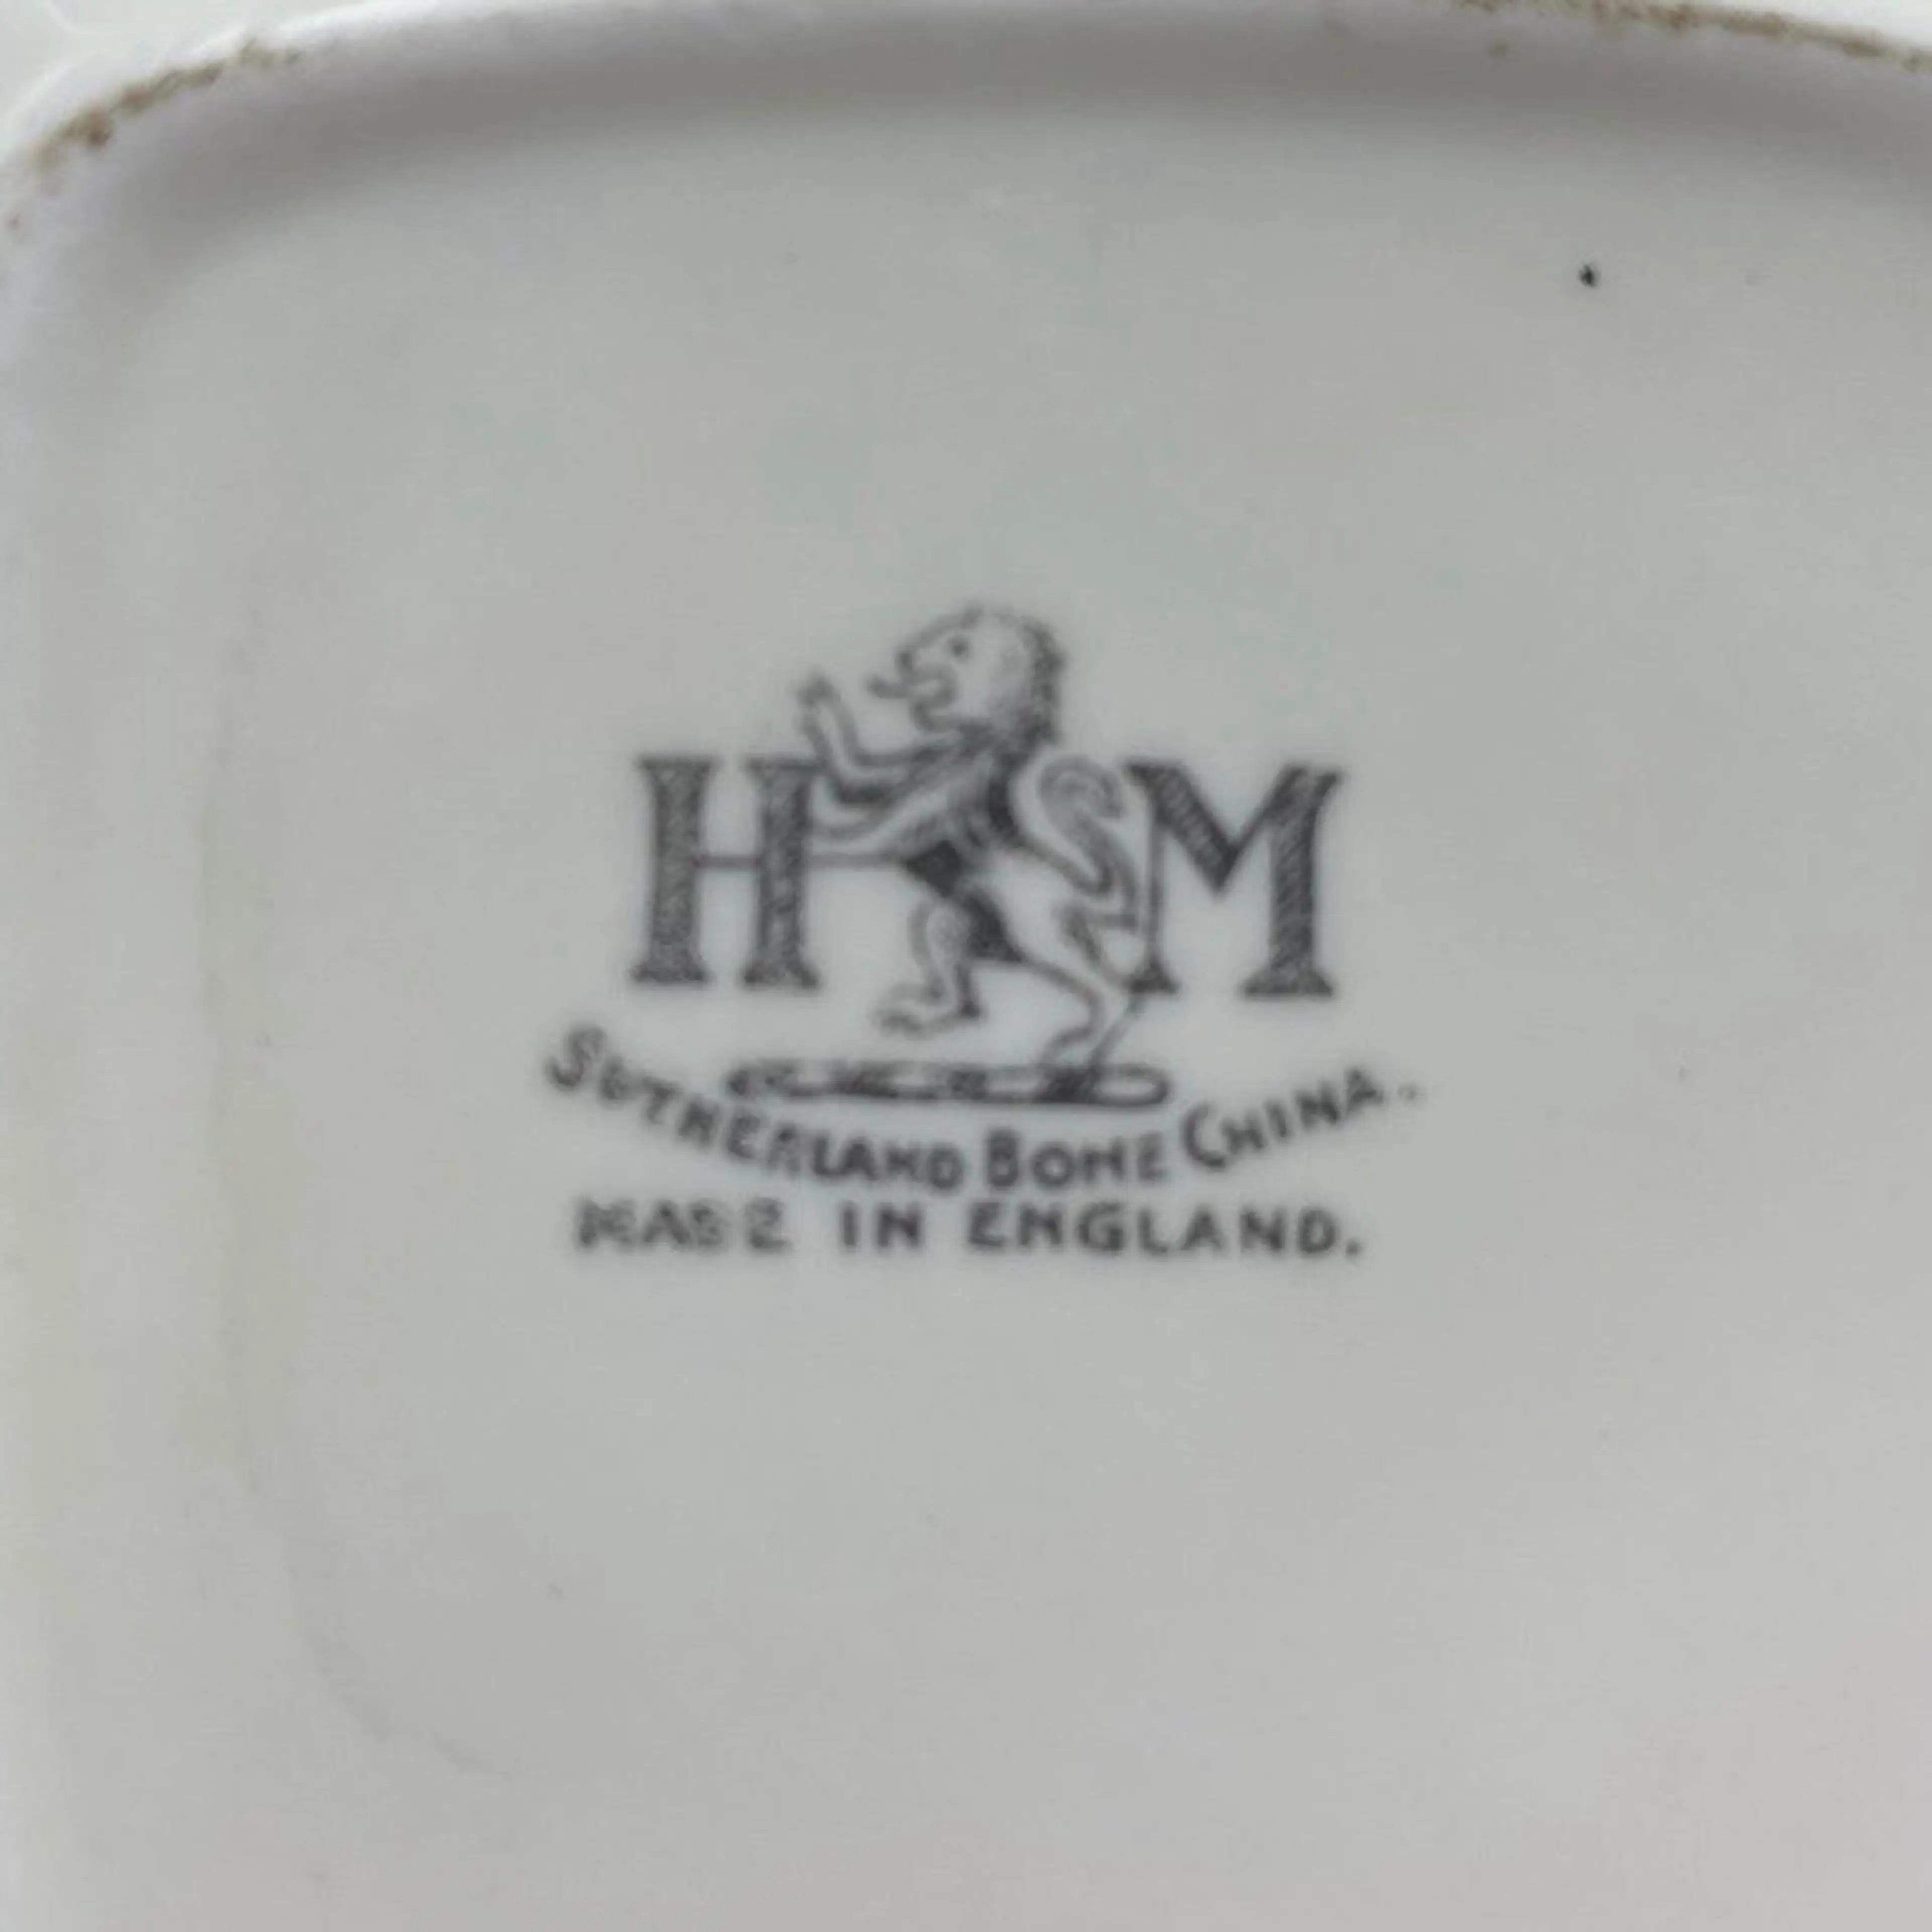 H M
SUTHERLAND BONE CHINA.
MADE IN ENGLAND.